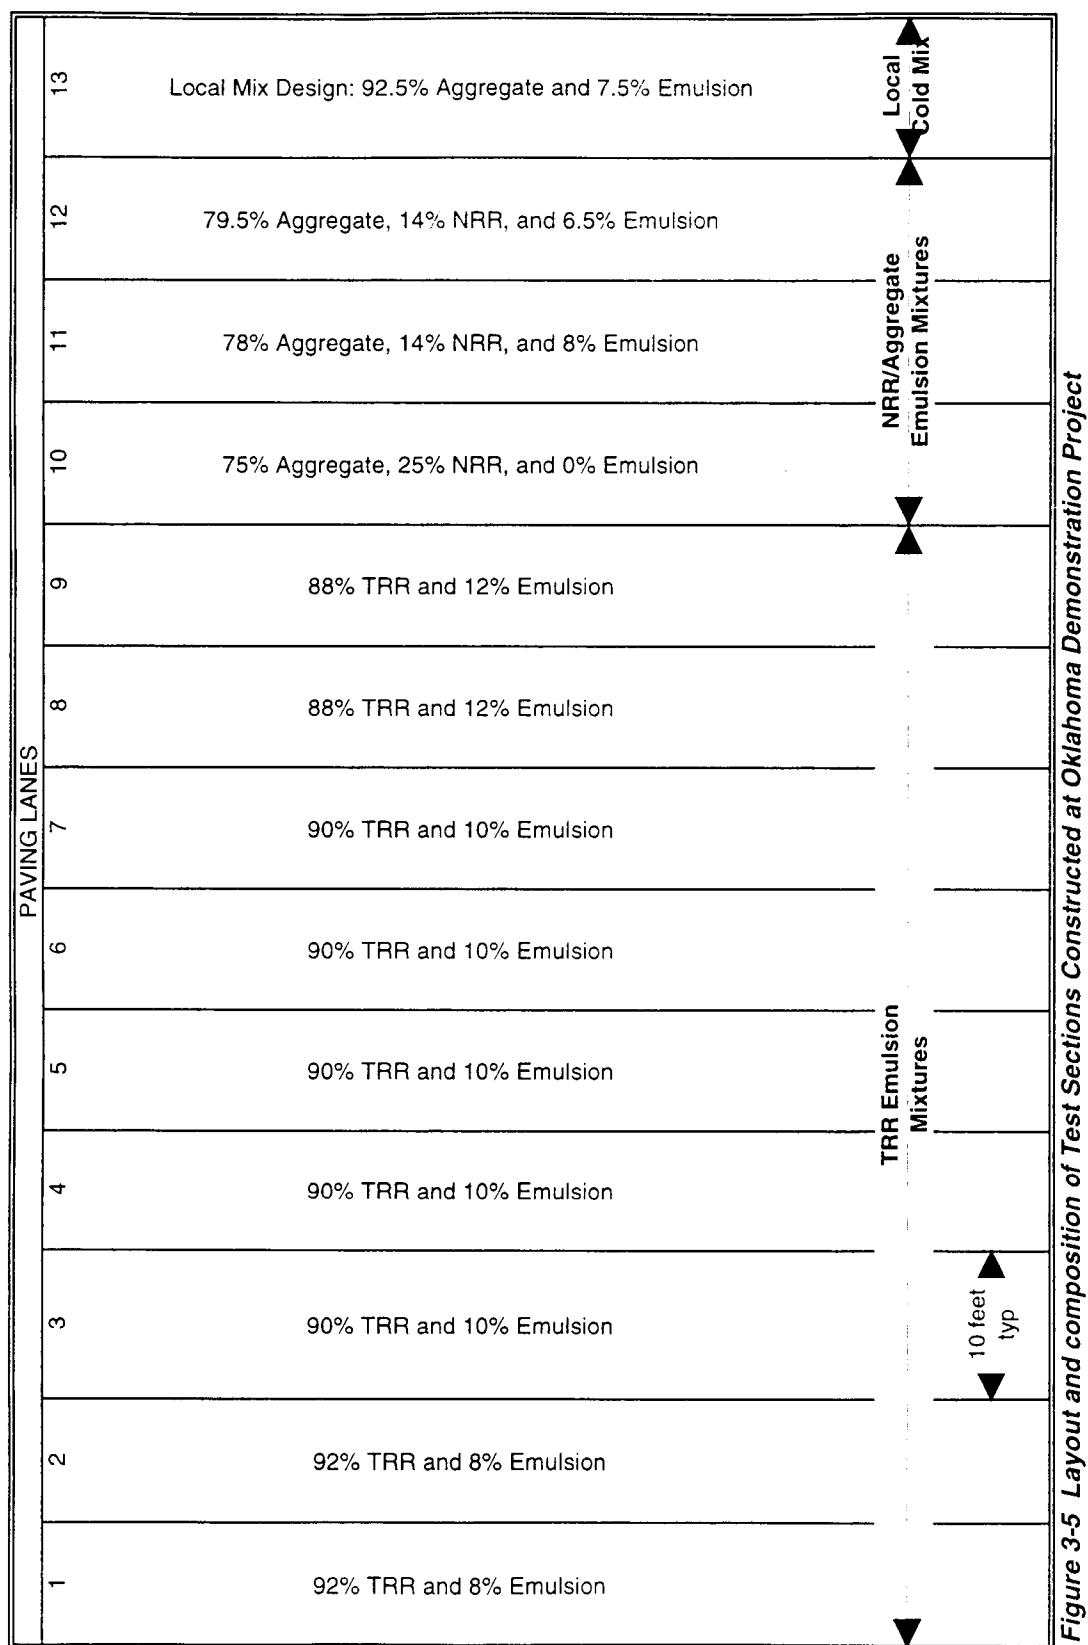 PAVING LANES
13
Local Mix Design: 92.5% Aggregate and 7.5% Emulsion
Local
Cold Mix
12
79.5% Aggregate, 14% NRR, and 6.5% Emulsion
11
78% Aggregate, 14% NRR, and 8% Emulsion
10
75% Aggregate, 25% NRR, and 0% Emulsion
NRR/Aggregate
Emulsion Mixtures
9
88% TRR and 12% Emulsion
8
88% TRR and 12% Emulsion
7
90% TRR and 10% Emulsion
6
90% TRR and 10% Emulsion
5
90% TRR and 10% Emulsion
4
90% TRR and 10% Emulsion
3
90% TRR and 10% Emulsion
2
92% TRR and 8% Emulsion
1
92% TRR and 8% Emulsion
TRR Emulsion
Mixtures
10 feet
typ
Figure 3-5 Layout and composition of Test Sections Constructed at Oklahoma Demonstration Project